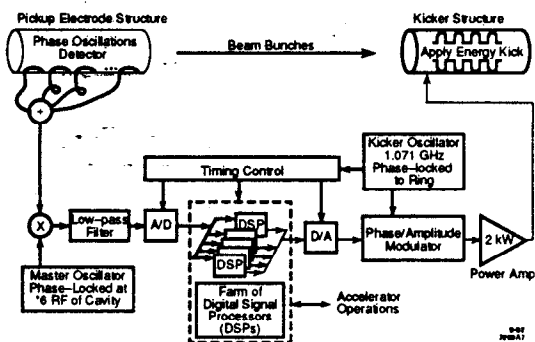 Pickup Electrode Structure
Kicker Structure
Phase Oscillations
Detector
Beam Bunches
Apply Energy Kick
+
Timing Control
Kicker Oscillator
1.071 GHz
Phase-locked
to Ring
X
Low-pass
Filter
A/D
DSP
DSP
D/A
Phase/Amplitude
Modulator
2 kW
Power Amp
Master Oscillator
Phase-Locked at
*6 RF of Cavity
Farm of
Digital Signal
Processors
(DSPs)
Accelerator
Operations